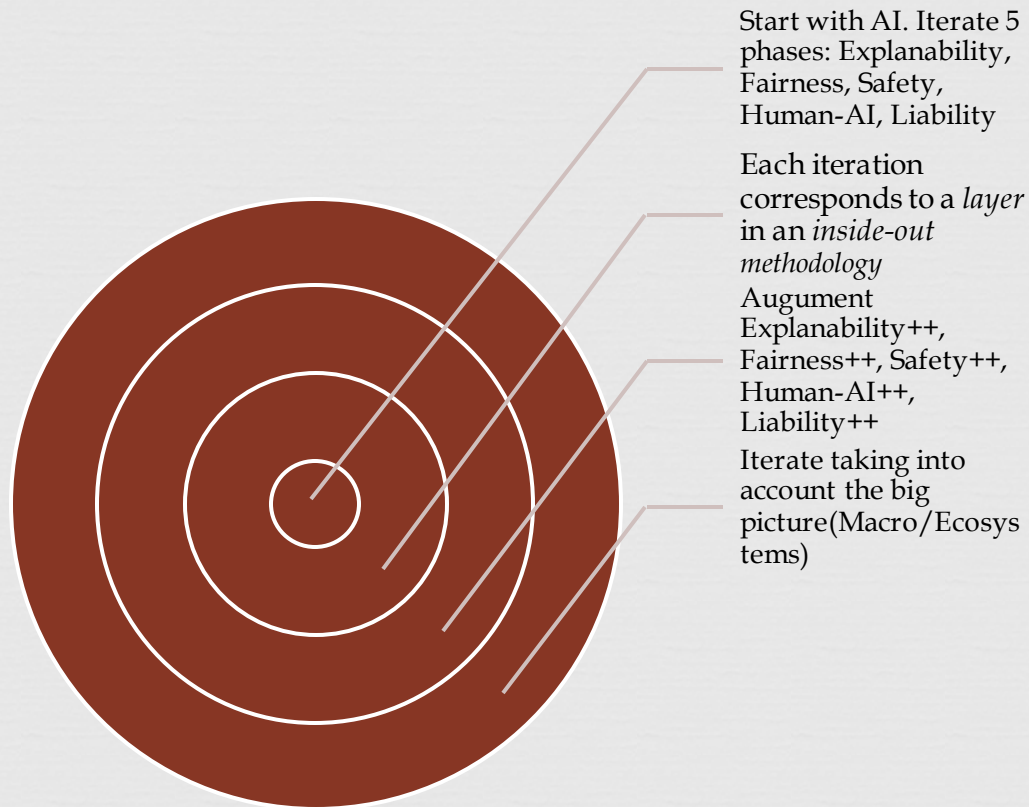 Start with AI. Iterate 5
phases: Explanability,
Fairness, Safety,
Human-AI, Liability
Each iteration
corresponds to a layer
in an inside-out
methodology
Augument
Explanability++,
Fairness++, Safety++,
Human-AI++,
Liability++
Iterate taking into
account the big
picture(Macro/Ecosys
tems)